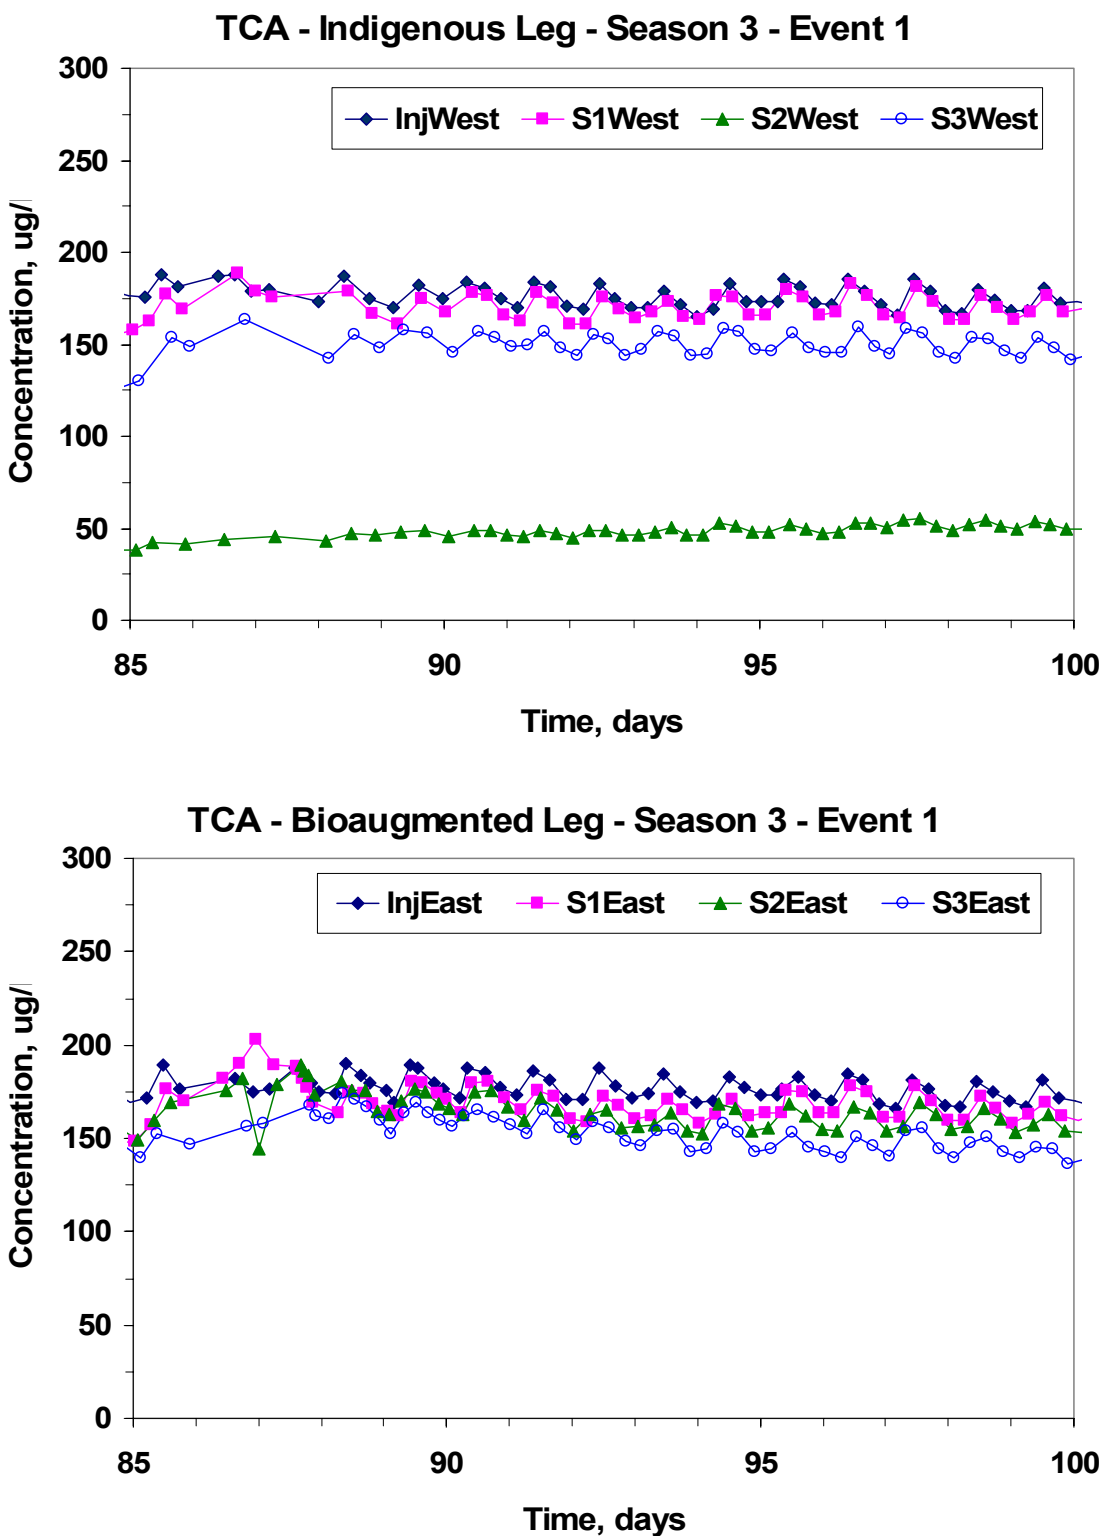 TCA - Indigenous Leg - Season 3 - Event 1
300
InjWest S1West S2West S3West
250
200
150
100
50
0
Concentration, ug/
85 90 95 100
Time, days
TCA - Bioaugmented Leg - Season 3 - Event 1
300
InjEast S1East S2East S3East
250
200
150
100
50
0
Concentration, ug/
85 90 95 100
Time, days